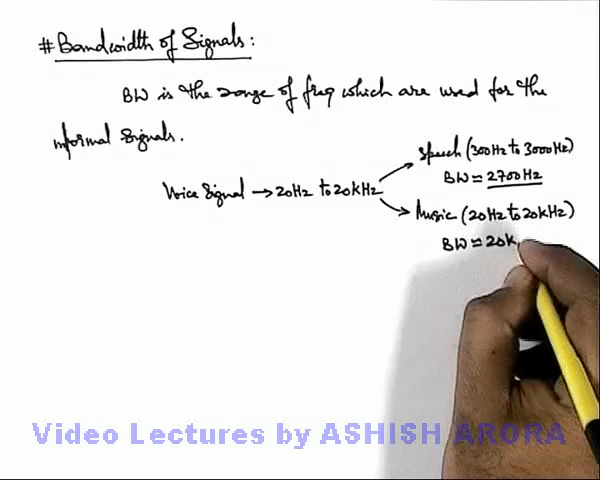 # Bandwidth of Signals:
BW is the range of freq which are used for the
informal Signals.
Voice Signal → 20Hz to 20kHz
Speech (300Hz to 3000Hz)
BW = 2700Hz
Music (20Hz to 20kHz)
BW ≈ 20k
Video Lectures by ASHISH ARORA